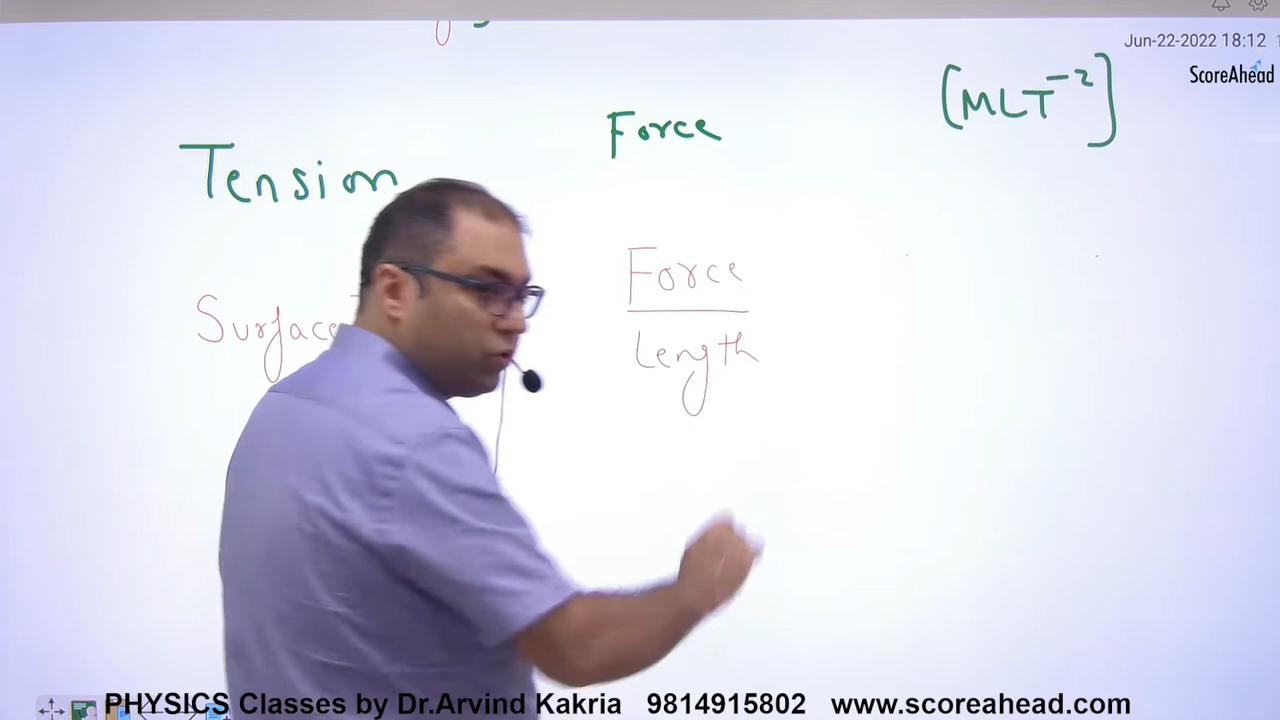 Jun-22-2022 18:12
ScoreAhead
[MLT⁻²]
Force
Tension
Force
Length
Surface
PHYSICS Classes by Dr.Arvind Kakria 9814915802 www.scoreahead.com